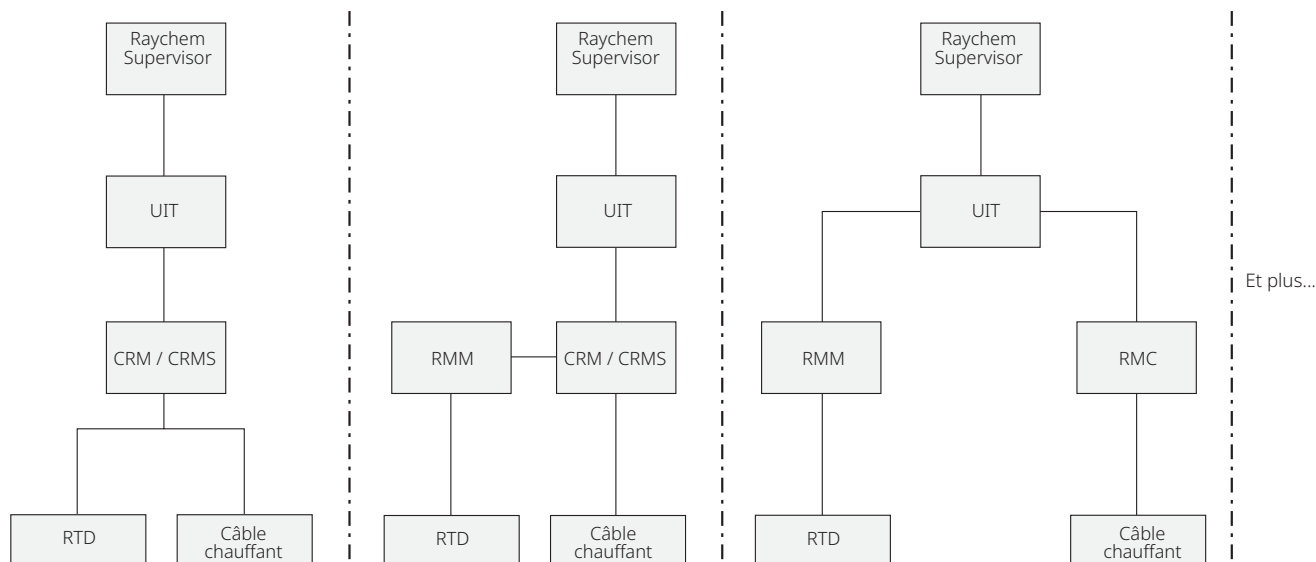 Raychem
Supervisor
UIT
CRM / CRMS
RTD
Câble
chauffant
Raychem
Supervisor
UIT
RMM
CRM / CRMS
RTD
Câble
chauffant
Raychem
Supervisor
UIT
RMM
RMC
RTD
Câble
chauffant
Et plus...